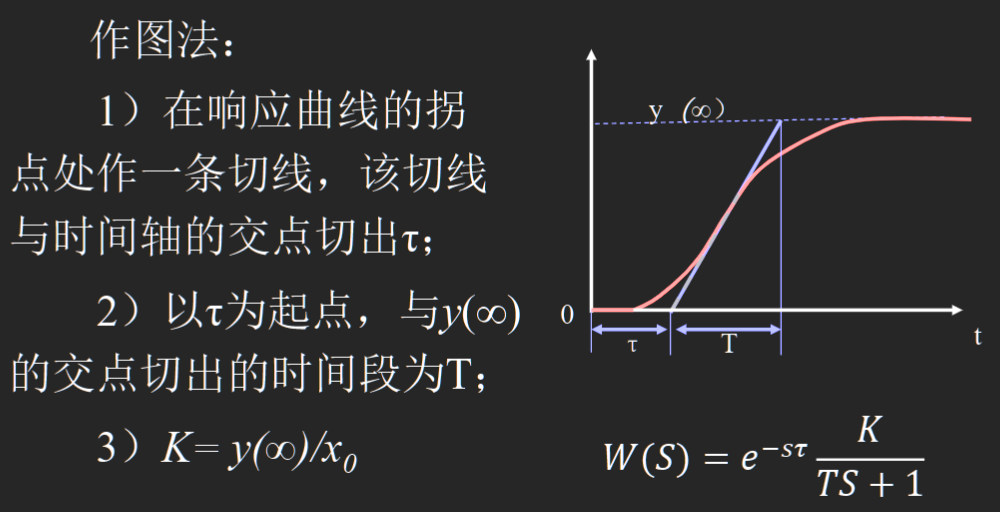 作图法：
1）在响应曲线的拐
点处作一条切线，该切线
与时间轴的交点切出τ；
2）以τ为起点，与y(∞)
的交点切出的时间段为T；
3）K= y(∞)/x₀
y（∞）
0
τ
T
t
W(S) = e^{-sτ} K/(TS + 1)